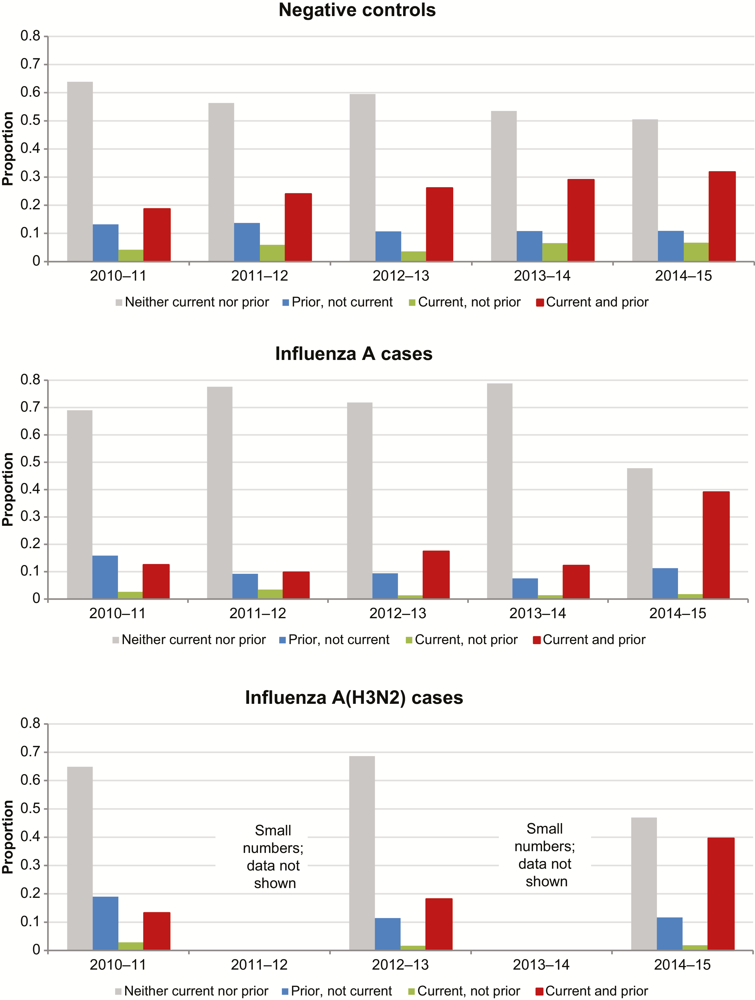 Negative controls
Proportion
0.8
0.7
0.6
0.5
0.4
0.3
0.2
0.1
0
2010–11 2011–12 2012–13 2013–14 2014–15
Neither current nor prior Prior, not current Current, not prior Current and prior
Influenza A cases
Proportion
0.8
0.7
0.6
0.5
0.4
0.3
0.2
0.1
0
2010–11 2011–12 2012–13 2013–14 2014–15
Neither current nor prior Prior, not current Current, not prior Current and prior
Influenza A(H3N2) cases
Proportion
0.8
0.7
0.6
0.5
0.4
0.3
0.2
0.1
0
Small
numbers;
data not
shown
Small
numbers;
data not
shown
2010–11 2011–12 2012–13 2013–14 2014–15
Neither current nor prior Prior, not current Current, not prior Current and prior